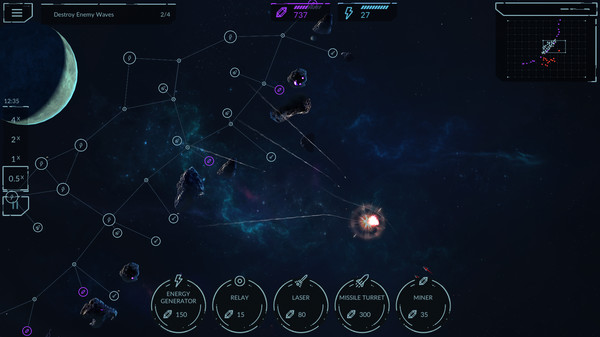 Destroy Enemy Waves 2/4
737
27
12:35
4x
2x
1x
0.5x
ENERGY GENERATOR
150
RELAY
15
LASER
80
MISSILE TURRET
300
MINER
35